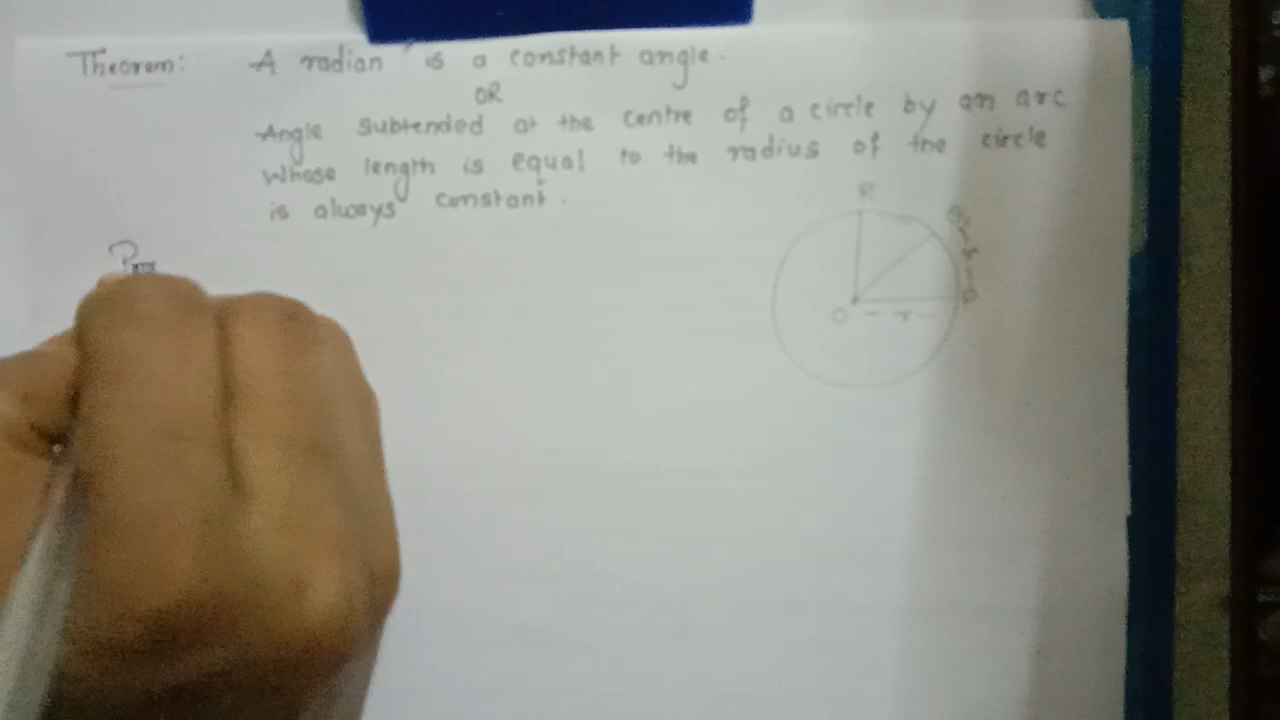 Theorem: A radian is a constant angle.
OR
Angle subtended at the centre of a circle by an arc
whose length is equal to the radius of the circle
is always constant.
R
O - r -